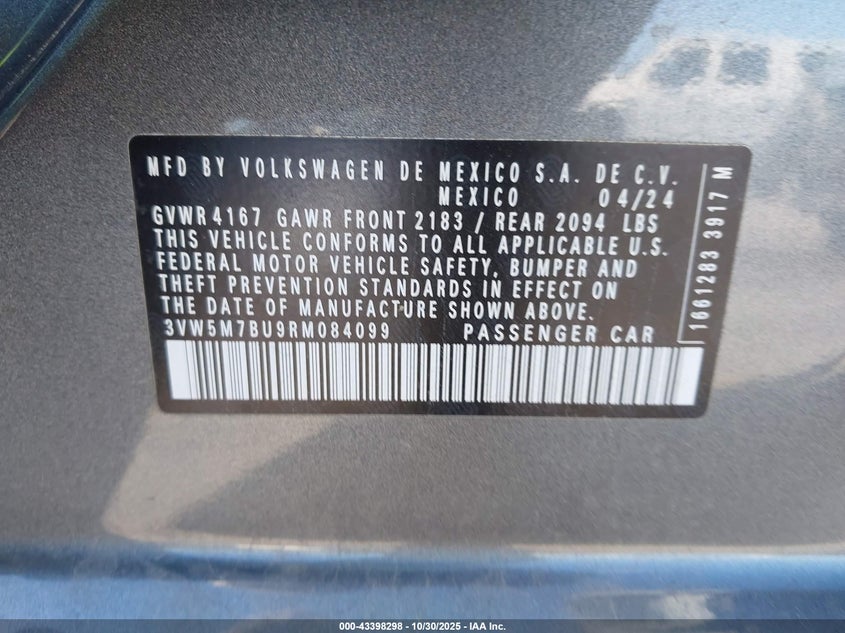 MFD BY VOLKSWAGEN DE MEXICO S.A. DE C.V.
MEXICO 04/24
GVWR 4167 GAWR FRONT 2183 / REAR 2094 LBS
THIS VEHICLE CONFORMS TO ALL APPLICABLE U.S.
FEDERAL MOTOR VEHICLE SAFETY, BUMPER AND
THEFT PREVENTION STANDARDS IN EFFECT ON
THE DATE OF MANUFACTURE SHOWN ABOVE.
3VW5M7BU9RM084099 PASSENGER CAR
1661283 3917 M
000-43398298 - 10/30/2025 - IAA Inc.